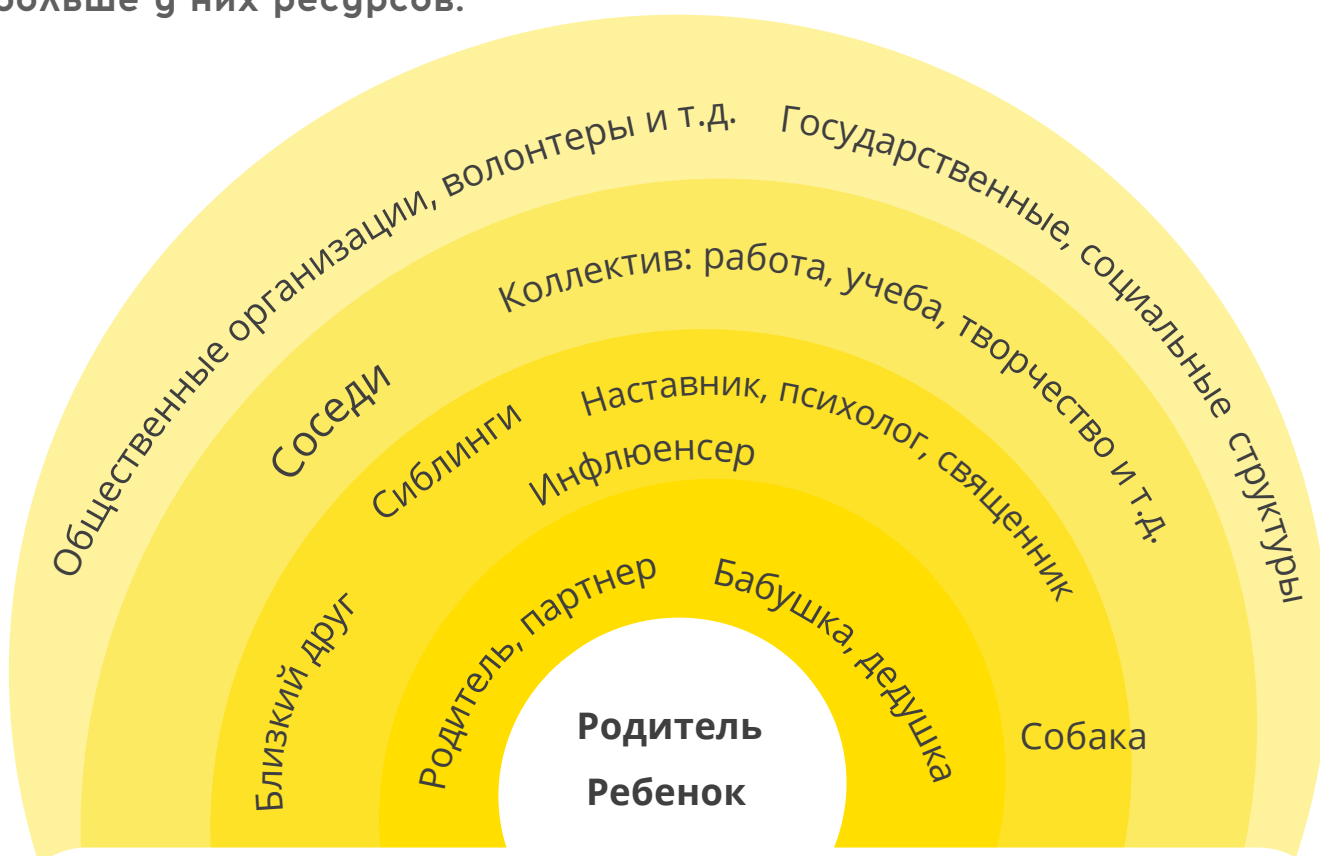 больше у них ресурсов.
Общественные организации, волонтеры и т.д.
Государственные, социальные структуры
Соседи
Коллектив: работа, учеба, творчество и т.д.
Близкий друг
Сиблинги
Наставник, психолог, священник
Инфлюенсер
Собака
Родитель, партнер
Бабушка, дедушка
Родитель
Ребенок